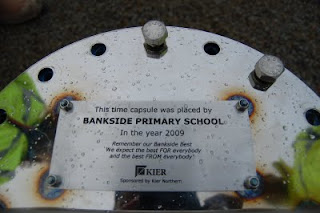 This time capsule was placed by
BANKSIDE PRIMARY SCHOOL
In the year 2009
Remember our Bankside Best
'We expect the best FOR everybody
and the best FROM everybody'
KIER
Sponsored by Kier Northern